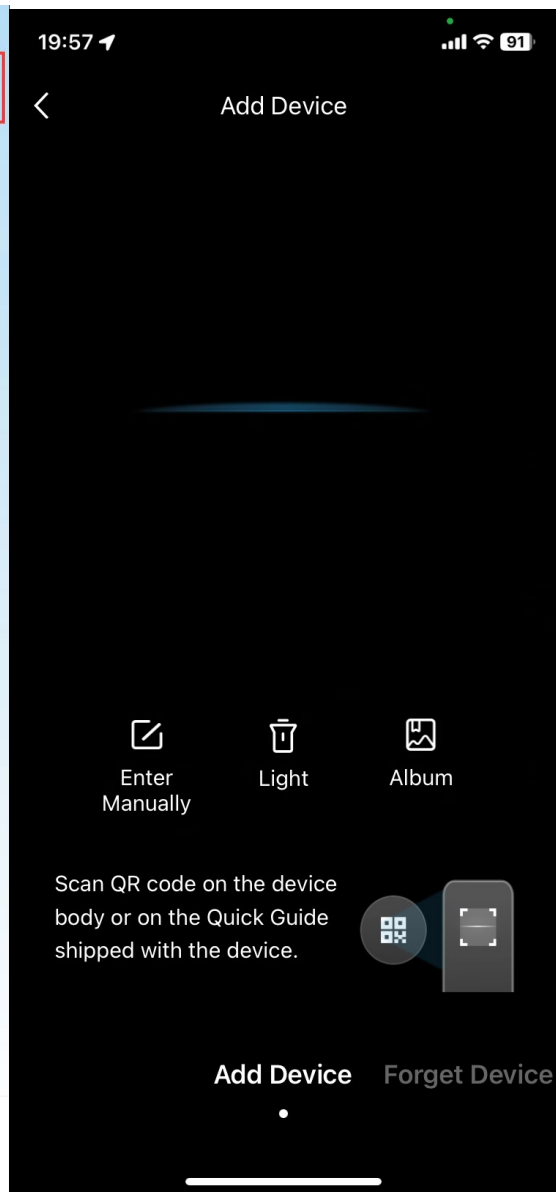 19:57
91
Add Device
Enter
Manually
Light
Album
Scan QR code on the device
body or on the Quick Guide
shipped with the device.
Add Device
Forget Device